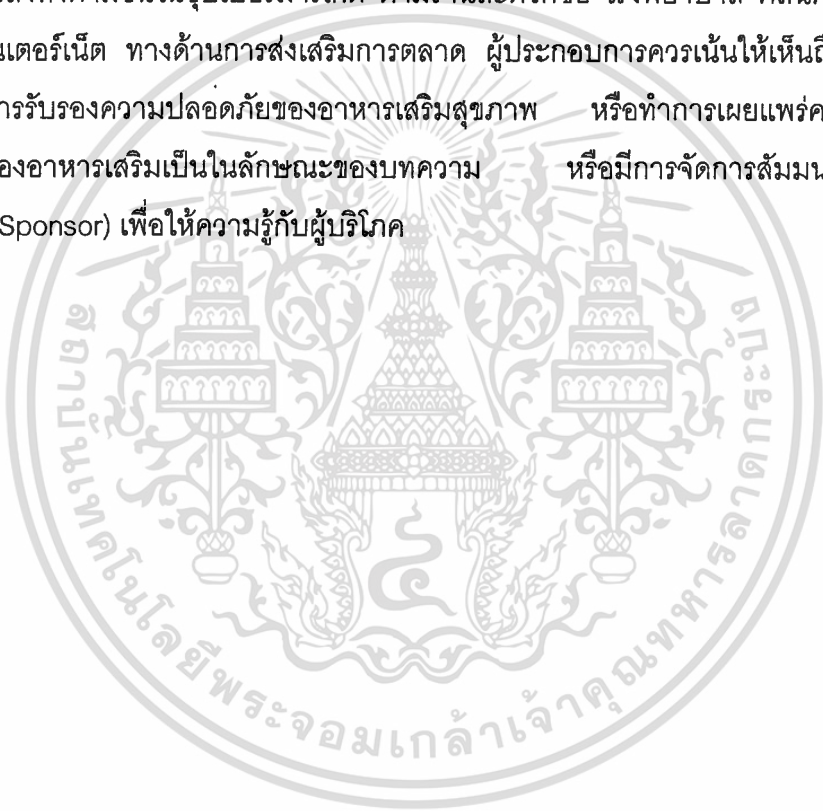 นเตอร์เน็ต ทางด้านการส่งเสริมการตลาด ผู้ประกอบการควรเน้นให้เห็นถึ
ารรับรองความปลอดภัยของอาหารเสริมสุขภาพ หรือทำการเผยแพร่ค
องอาหารเสริมเป็นในลักษณะของบทความ หรือมีการจัดการสัมมน
Sponsor) เพื่อให้ความรู้กับผู้บริโภค
สถาบันเทคโนโลยีพระจอมเกล้าเจ้าคุณทหารลาดกระบัง
๔